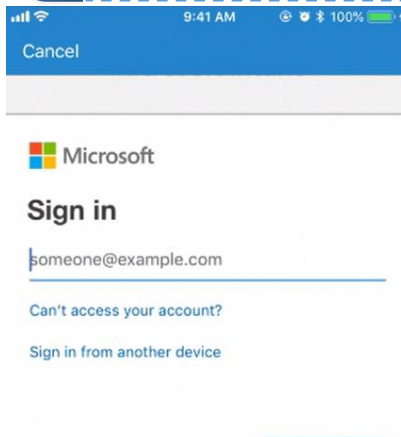 9:41 AM 100%
Cancel
Microsoft
Sign in
someone@example.com
Can't access your account?
Sign in from another device